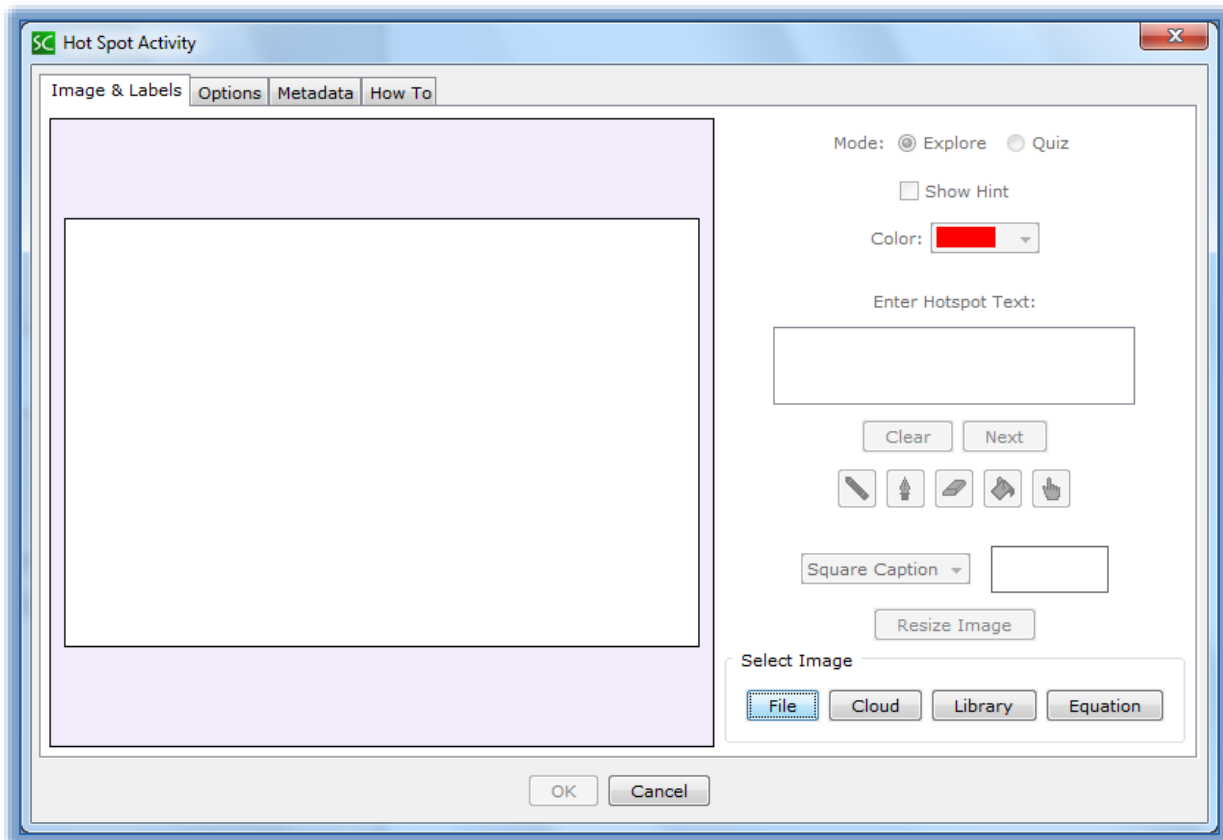 SC Hot Spot Activity
x
Image & Labels Options Metadata How To
Mode: Explore Quiz
Show Hint
Color:
Enter Hotspot Text:
Clear Next
Square Caption
Resize Image
Select Image
File Cloud Library Equation
OK Cancel